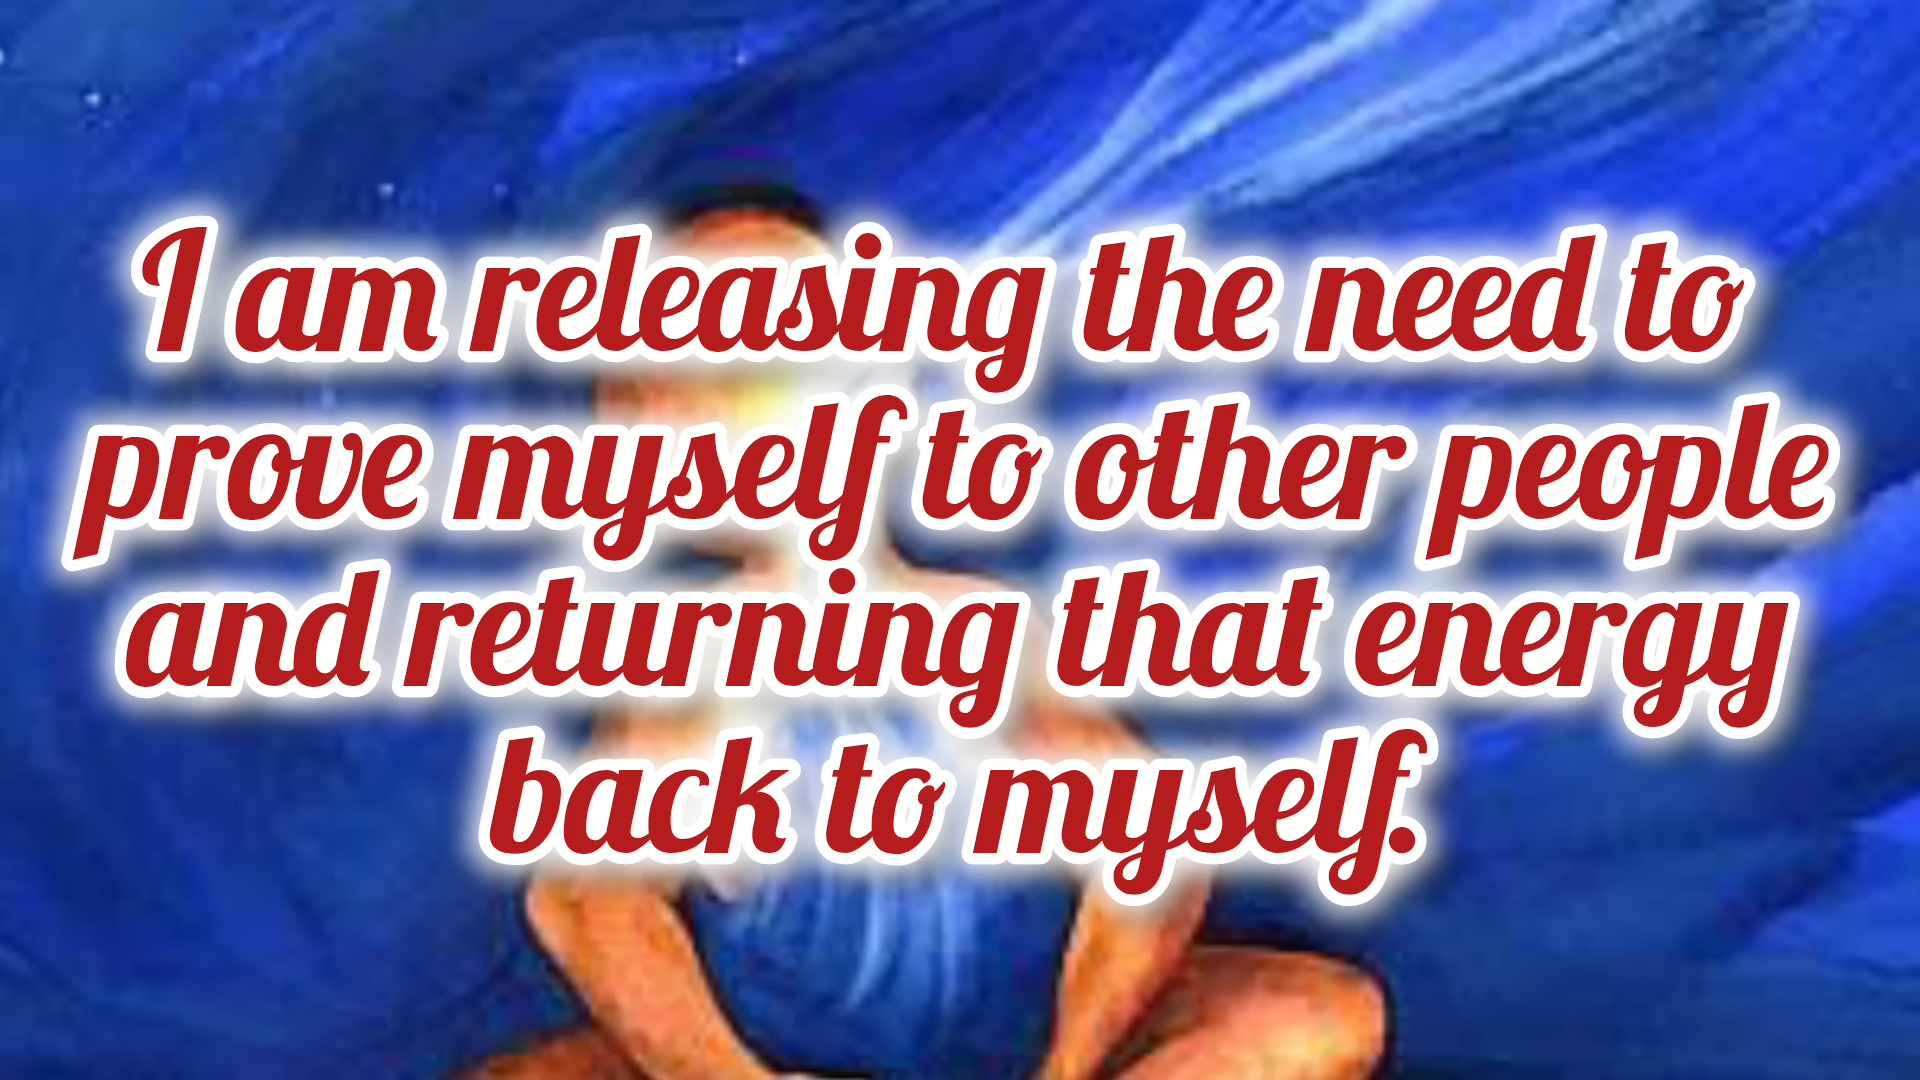 I am releasing the need to
prove myself to other people
and returning that energy
back to myself.